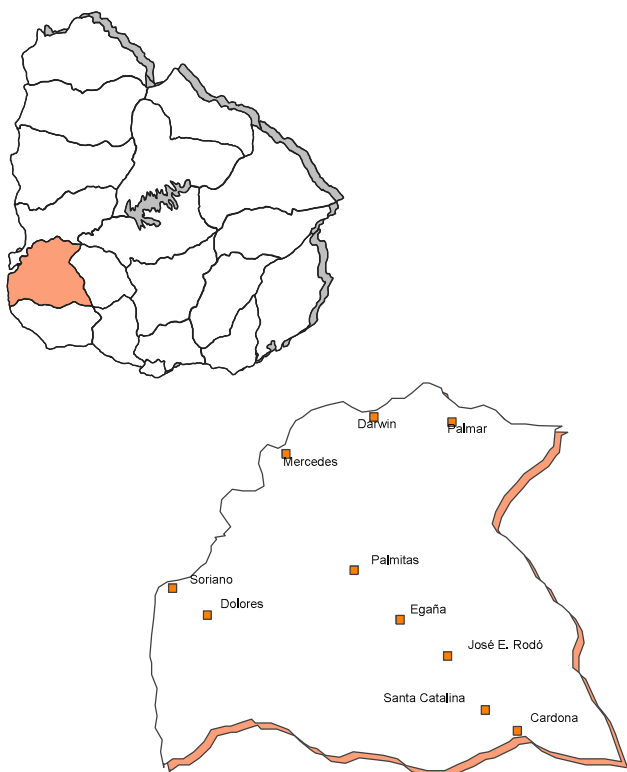 Darwin
Palmar
Mercedes
Palmitas
Soriano
Dolores
Egaña
José E. Rodó
Santa Catalina
Cardona